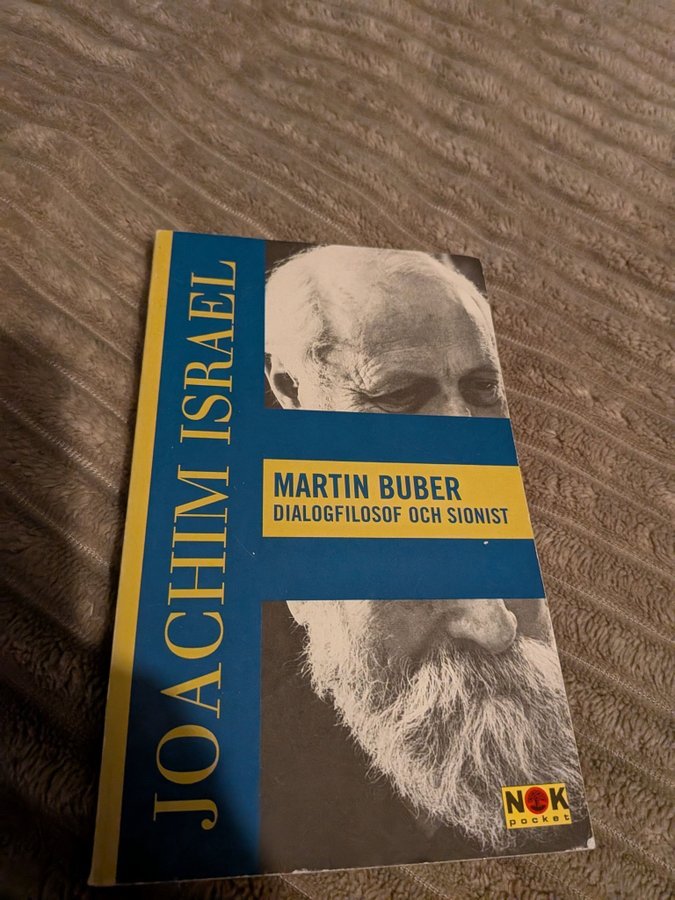 JOACHIM ISRAEL
MARTIN BUBER
DIALOGFILOSOF OCH SIONIST
NOK
pocket